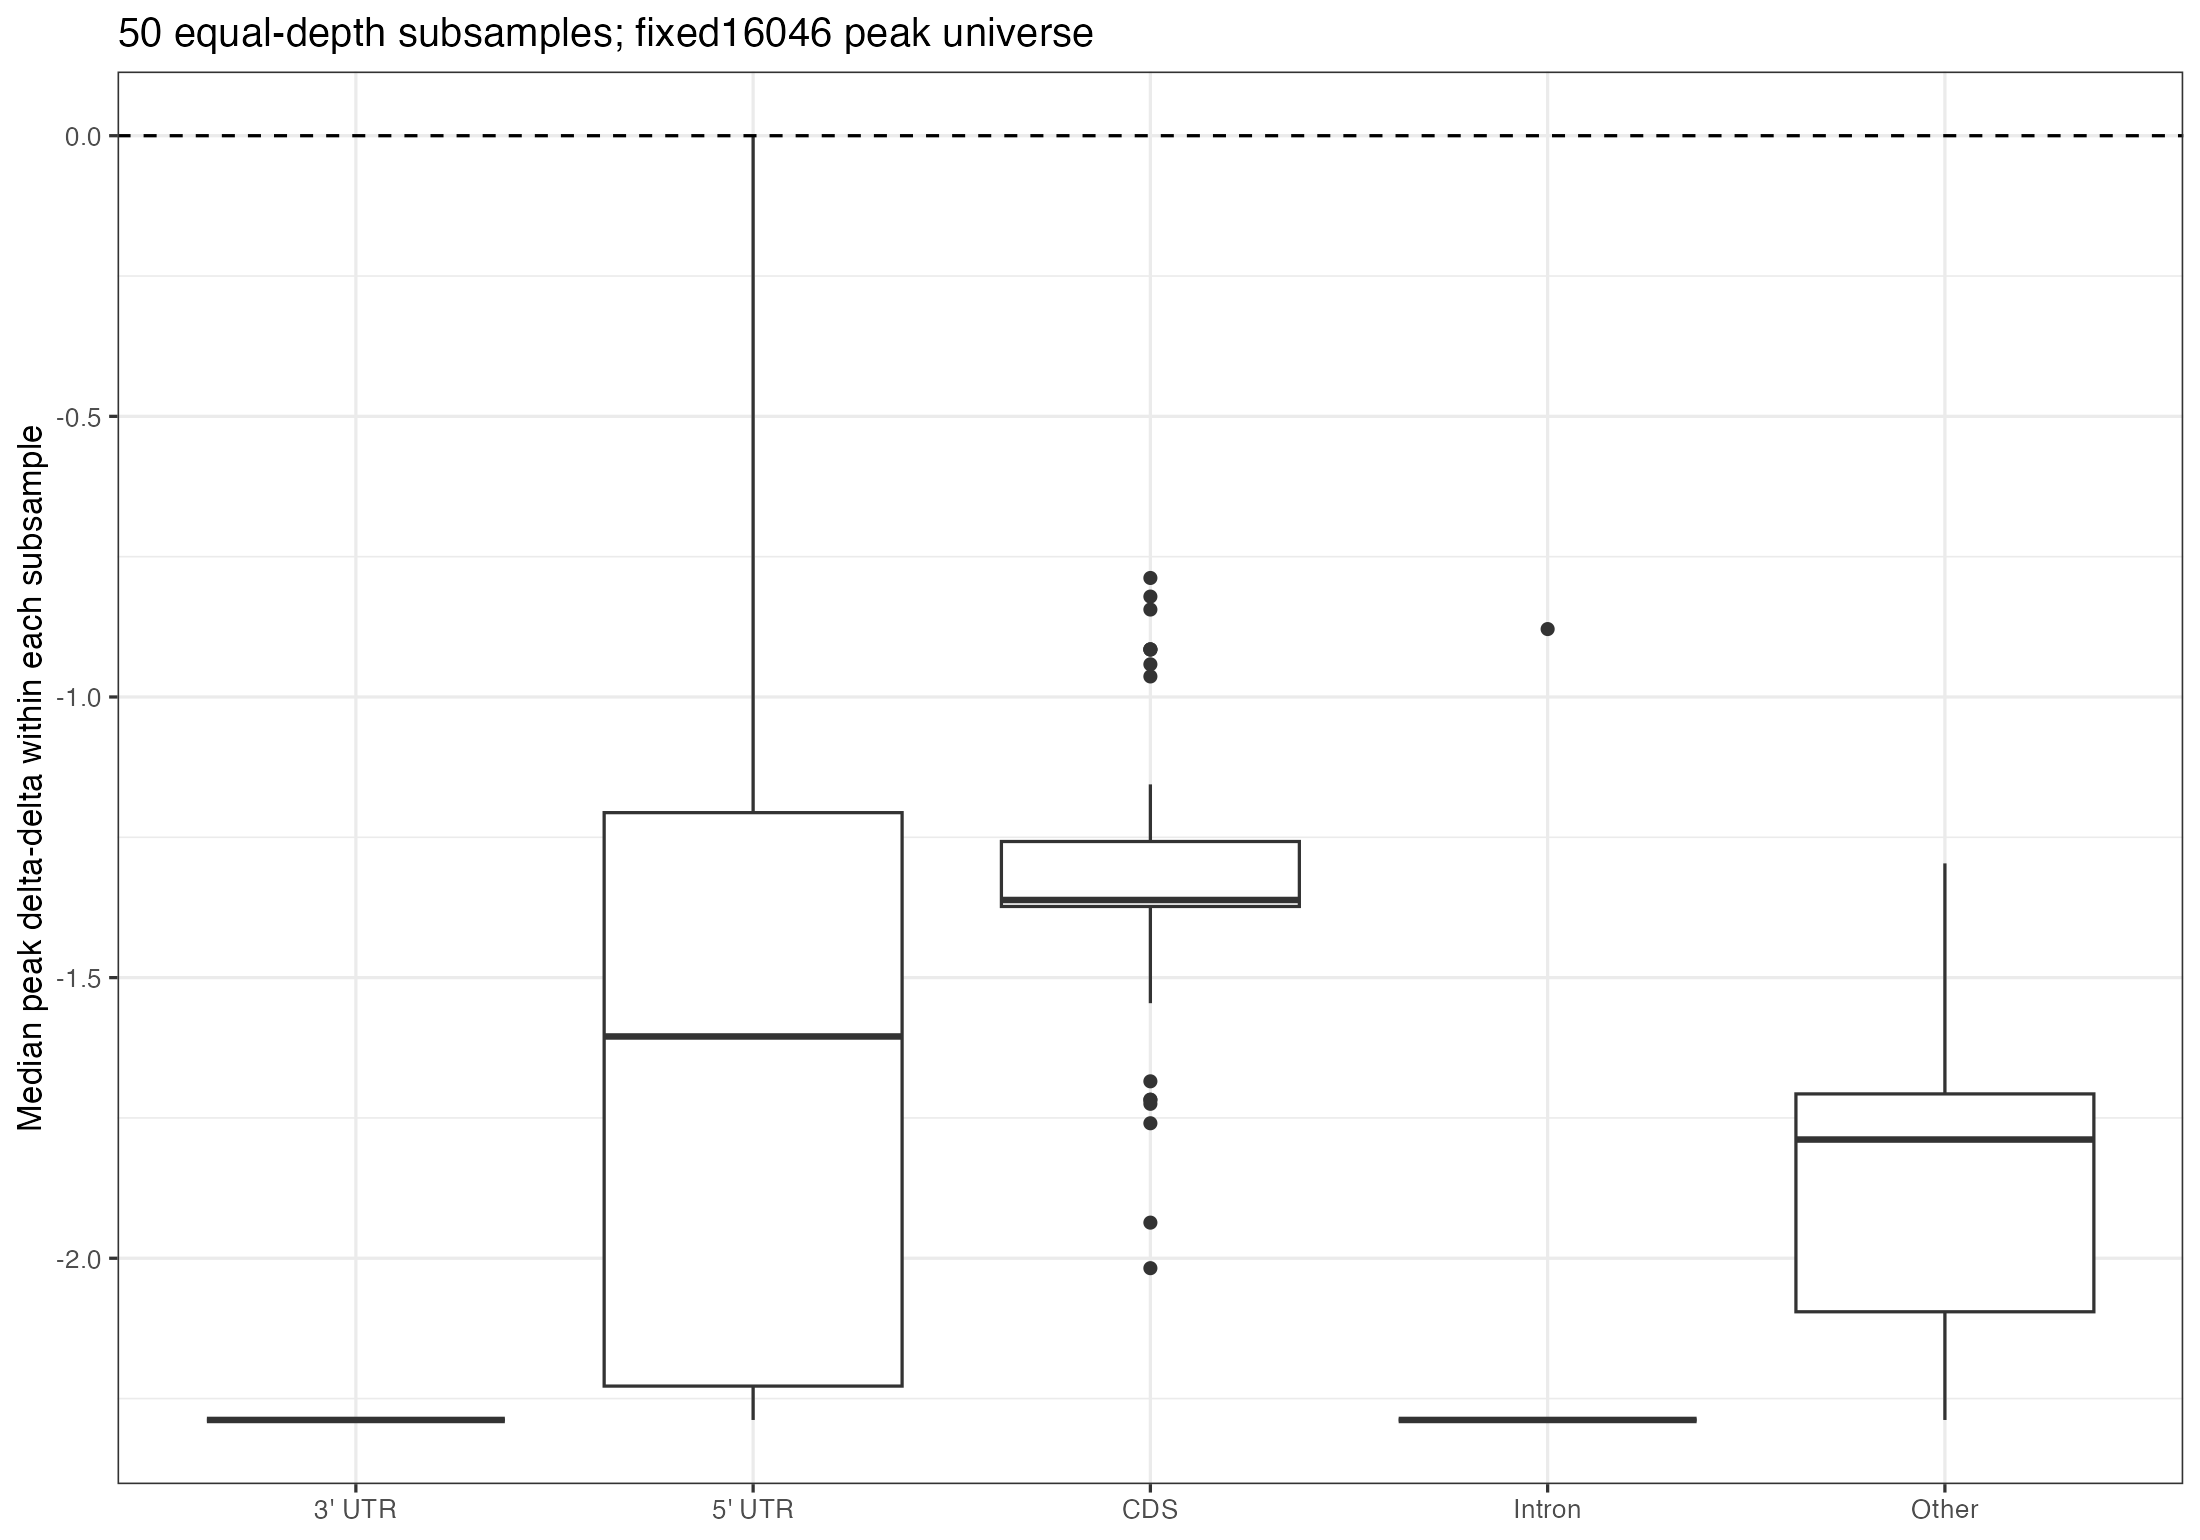 50 equal-depth subsamples; fixed16046 peak universe
Median peak delta-delta within each subsample
0.0
-0.5
-1.0
-1.5
-2.0
3' UTR
5' UTR
CDS
Intron
Other